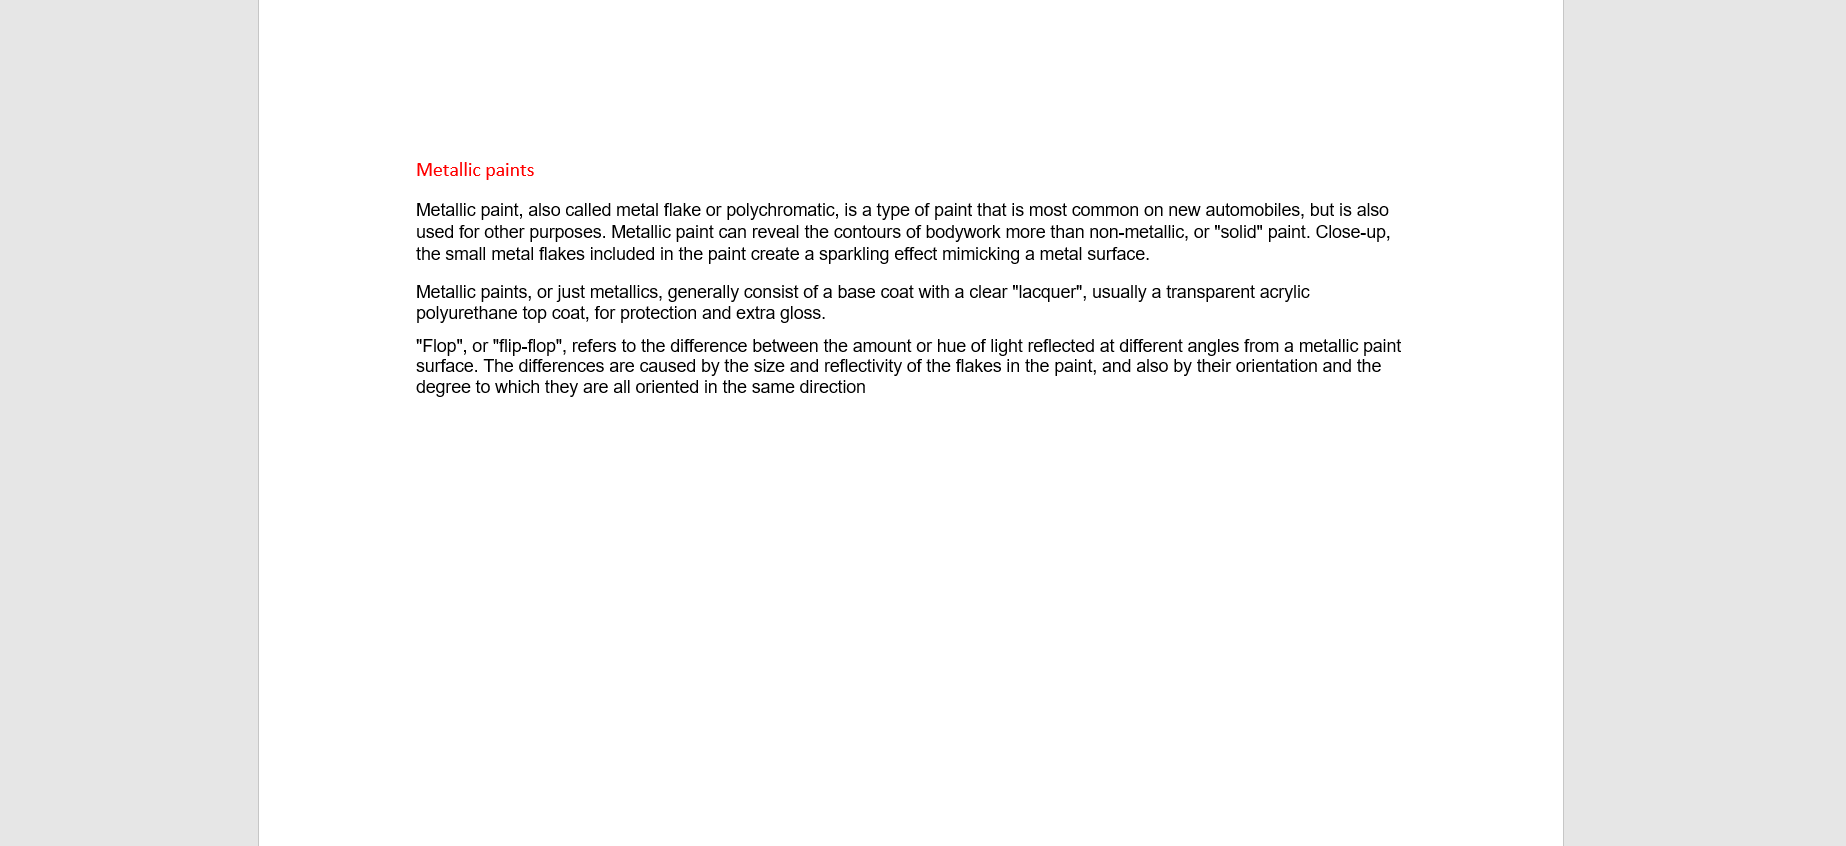 Metallic paints
Metallic paint, also called metal flake or polychromatic, is a type of paint that is most common on new automobiles, but is also
used for other purposes. Metallic paint can reveal the contours of bodywork more than non-metallic, or "solid" paint. Close-up,
the small metal flakes included in the paint create a sparkling effect mimicking a metal surface.
Metallic paints, or just metallics, generally consist of a base coat with a clear "lacquer", usually a transparent acrylic
polyurethane top coat, for protection and extra gloss.
"Flop", or "flip-flop", refers to the difference between the amount or hue of light reflected at different angles from a metallic paint
surface. The differences are caused by the size and reflectivity of the flakes in the paint, and also by their orientation and the
degree to which they are all oriented in the same direction